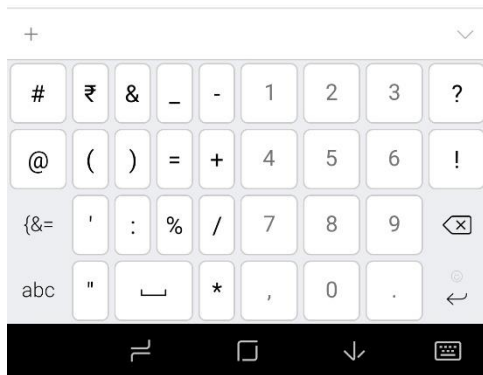 +
# ₹ & _ - 1 2 3 ?
@ ( ) = + 4 5 6 !
{&= ' : % / 7 8 9
abc " * , 0 .
©